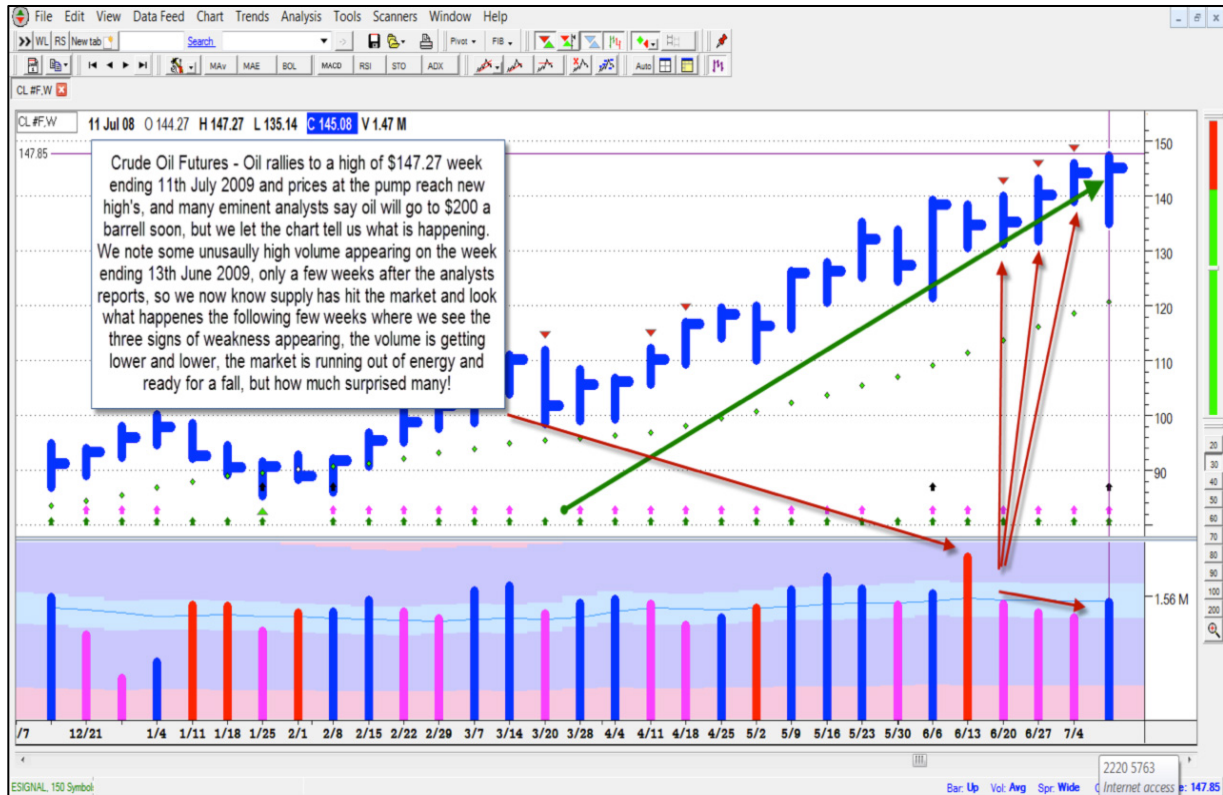 File Edit View Data Feed Chart Trends Analysis Tools Scanners Window Help
WL RS New tab Search Pivot FIB
MAv MAE BOL MACD RSI STO ADX Auto
CL #F,W
CL #F,W 11 Jul 08 O 144.27 H 147.27 L 135.14 C 145.08 V 1.47 M
147.85
Crude Oil Futures - Oil rallies to a high of $147.27 week
ending 11th July 2009 and prices at the pump reach new
high's, and many eminent analysts say oil will go to $200 a
barrell soon, but we let the chart tell us what is happening.
We note some unusaully high volume appearing on the week
ending 13th June 2009, only a few weeks after the analysts
reports, so we now know supply has hit the market and look
what happenes the following few weeks where we see the
three signs of weakness appearing, the volume is getting
lower and lower, the market is running out of energy and
ready for a fall, but how much surprised many!
150
140
130
120
110
100
90
1.56 M
20
30
40
50
60
70
80
90
100
200
/7 12/21 1/4 1/11 1/18 1/25 2/1 2/8 2/15 2/22 2/29 3/7 3/14 3/20 3/28 4/4 4/11 4/18 4/25 5/2 5/9 5/16 5/23 5/30 6/6 6/13 6/20 6/27 7/4
2220 5763
Internet access
ESIGNAL, 150 Symbol Bar: Up Vol: Avg Spr: Wide e: 147.85